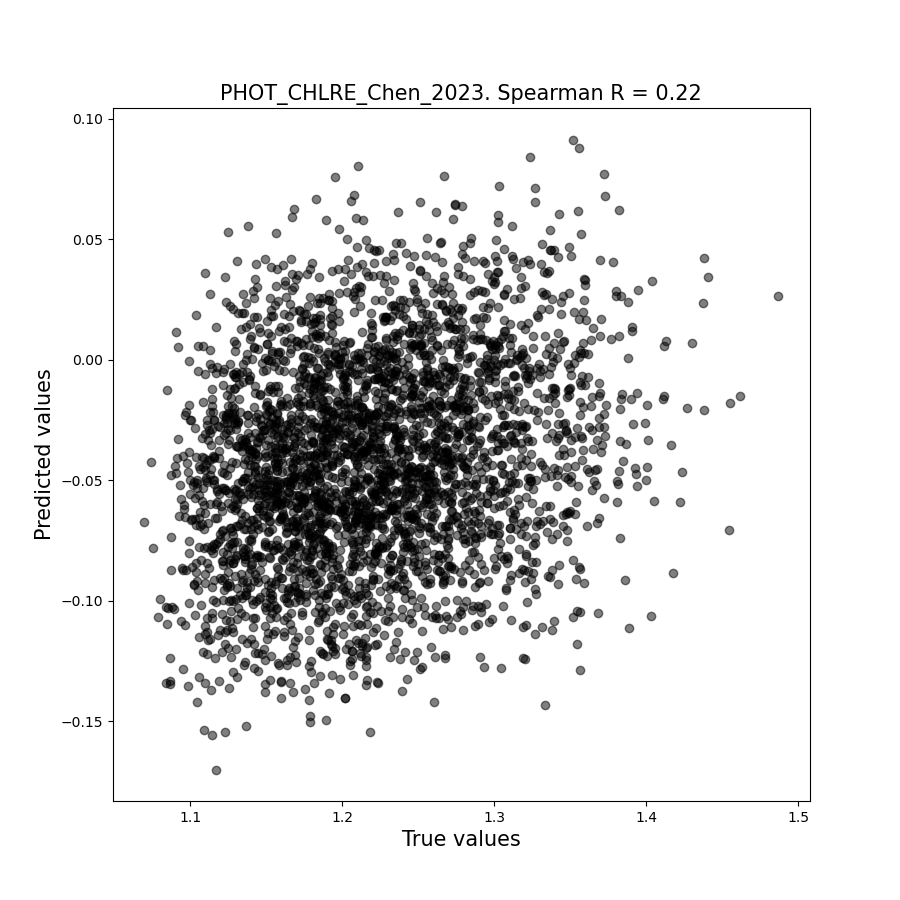 PHOT_CHLRE_Chen_2023. Spearman R = 0.22
0.10
0.05
0.00
−0.05
−0.10
−0.15
Predicted values
1.1 1.2 1.3 1.4 1.5
True values